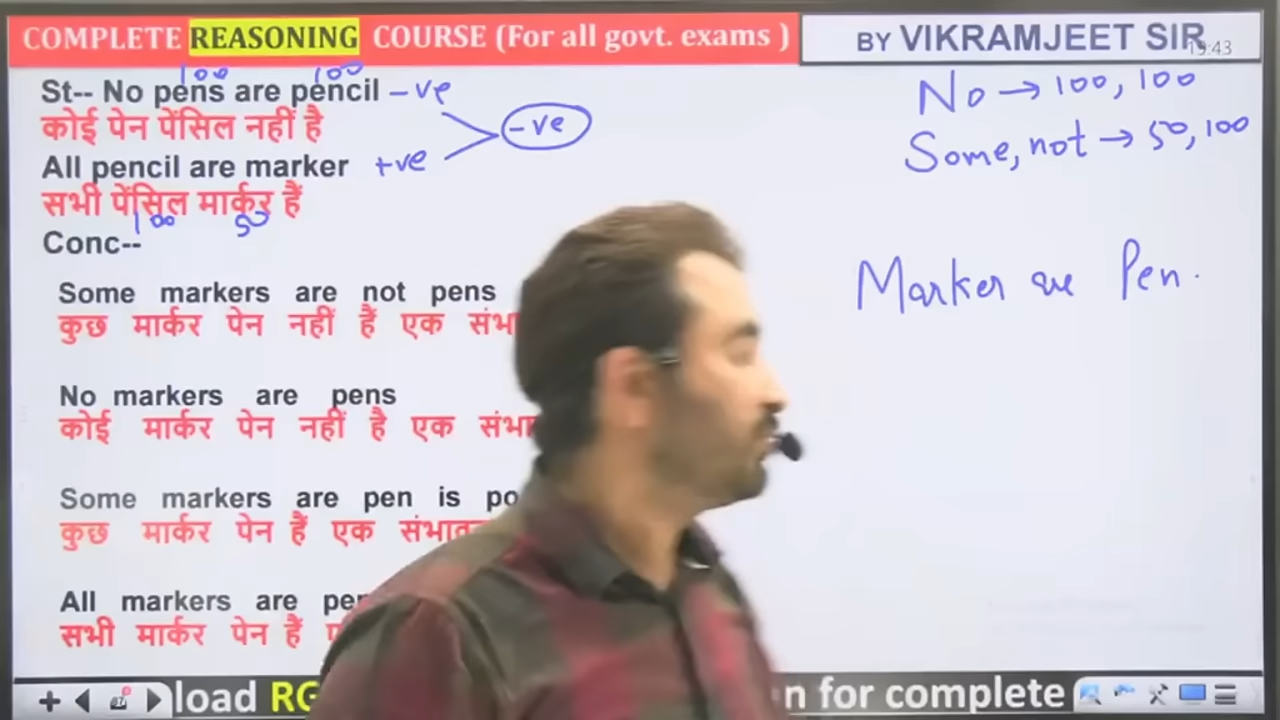 COMPLETE REASONING COURSE (For all govt. exams )
BY VIKRAMJEET SIR
19:43
100 100
St-- No pens are pencil -ve
कोई पेन पेंसिल नहीं है
-ve
All pencil are marker +ve
सभी पेंसिल मार्कर हैं
100 50
Conc--
Some markers are not pens
कुछ मार्कर पेन नहीं हैं एक
No markers are pens
कोई मार्कर पेन नहीं है एक
Some markers are pen is
कुछ मार्कर पेन हैं एक
All markers are
सभी मार्कर पेन हैं
No → 100, 100
Some, not → 50, 100
Marker are Pen.
load
for complete